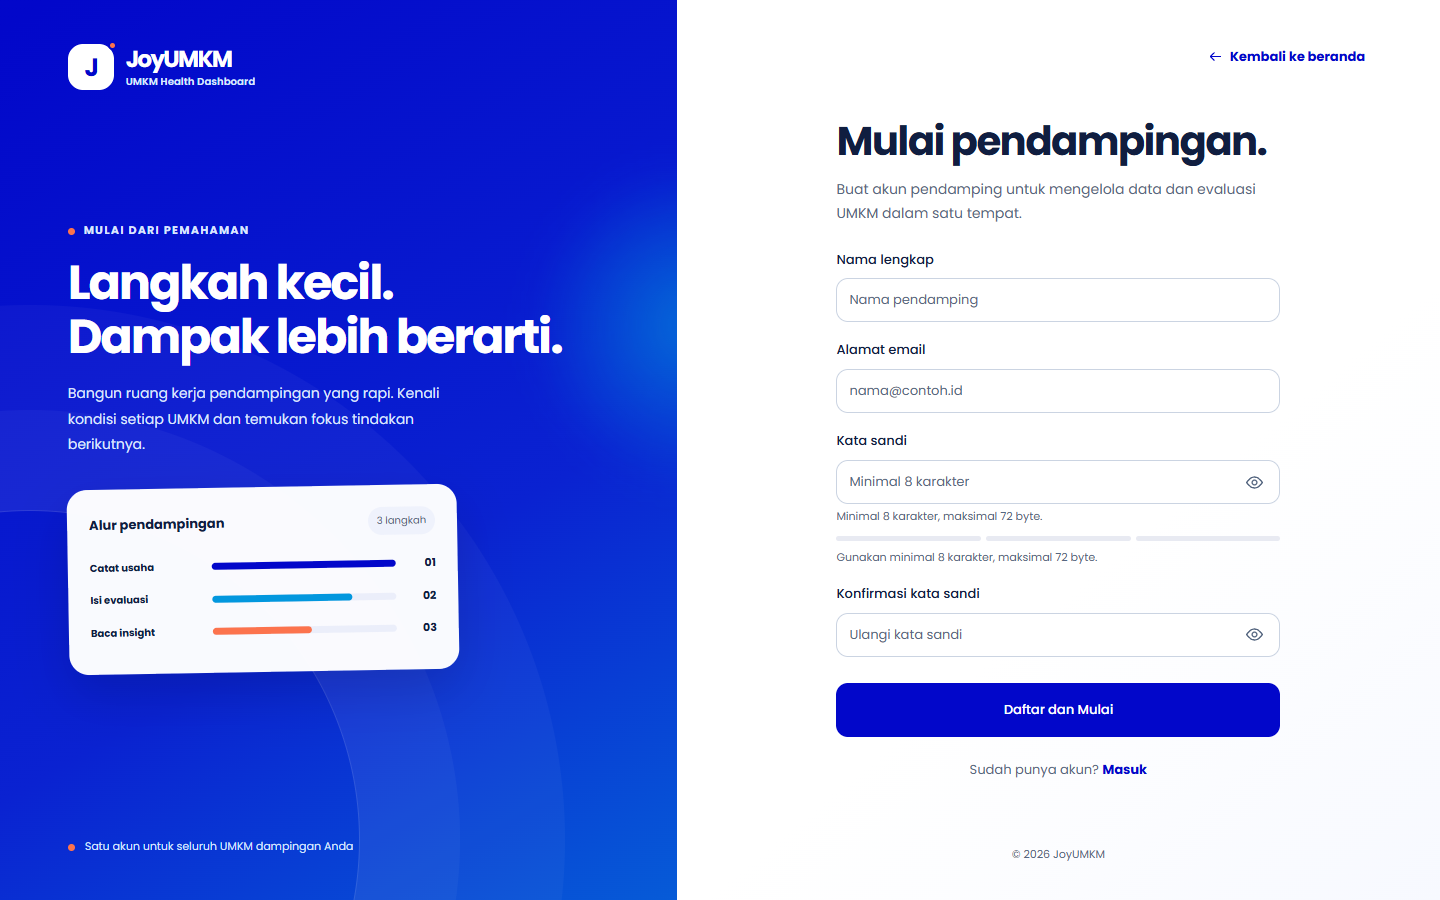 J
JoyUMKM
UMKM Health Dashboard
MULAI DARI PEMAHAMAN
Langkah kecil.
Dampak lebih berarti.
Bangun ruang kerja pendampingan yang rapi. Kenali
kondisi setiap UMKM dan temukan fokus tindakan
berikutnya.
Alur pendampingan
3 langkah
Catat usaha 01
Isi evaluasi 02
Baca insight 03
Satu akun untuk seluruh UMKM dampingan Anda
← Kembali ke beranda
Mulai pendampingan.
Buat akun pendamping untuk mengelola data dan evaluasi
UMKM dalam satu tempat.
Nama lengkap
Nama pendamping
Alamat email
nama@contoh.id
Kata sandi
Minimal 8 karakter
Minimal 8 karakter, maksimal 72 byte.
Gunakan minimal 8 karakter, maksimal 72 byte.
Konfirmasi kata sandi
Ulangi kata sandi
Daftar dan Mulai
Sudah punya akun? Masuk
© 2026 JoyUMKM